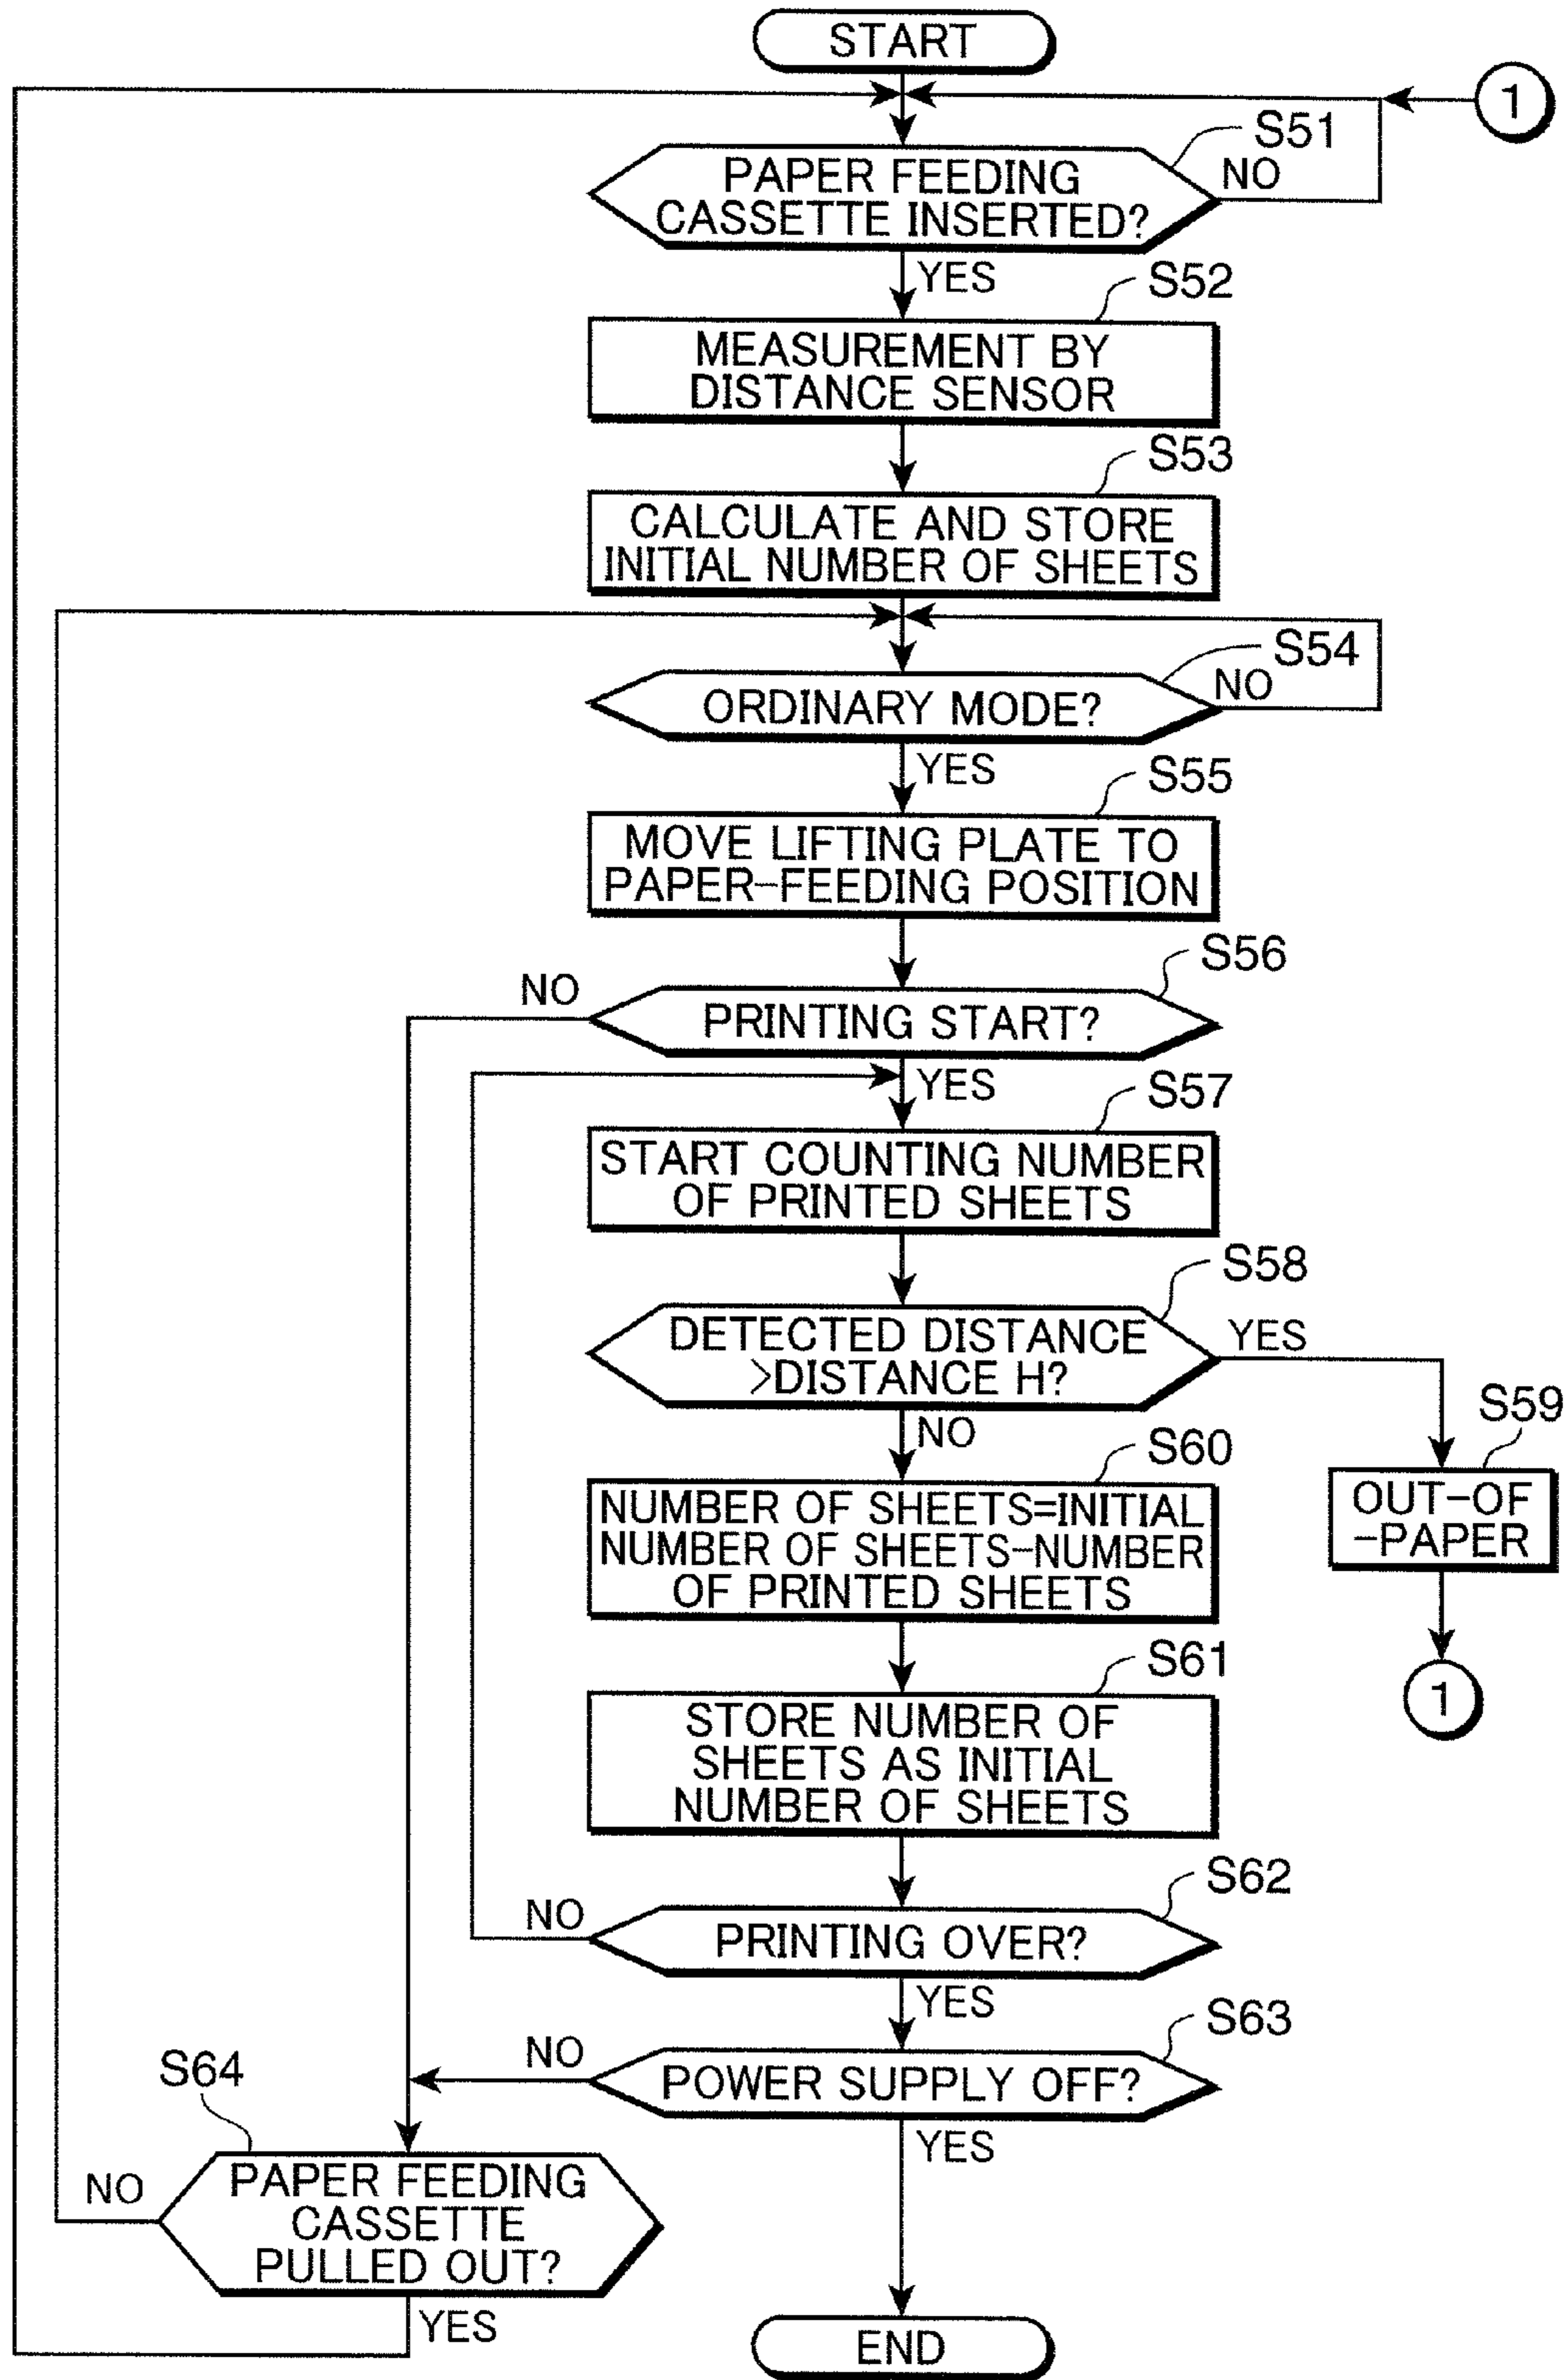 START
1
S51
PAPER FEEDING
CASSETTE INSERTED?
NO
YES
S52
MEASUREMENT BY
DISTANCE SENSOR
S53
CALCULATE AND STORE
INITIAL NUMBER OF SHEETS
S54
ORDINARY MODE?
NO
YES
S55
MOVE LIFTING PLATE TO
PAPER-FEEDING POSITION
S56
NO
PRINTING START?
YES
S57
START COUNTING NUMBER
OF PRINTED SHEETS
S58
DETECTED DISTANCE
>DISTANCE H?
YES
NO
S59
OUT-OF
-PAPER
1
S60
NUMBER OF SHEETS=INITIAL
NUMBER OF SHEETS-NUMBER
OF PRINTED SHEETS
S61
STORE NUMBER OF
SHEETS AS INITIAL
NUMBER OF SHEETS
S62
NO
PRINTING OVER?
YES
S63
NO
POWER SUPPLY OFF?
YES
S64
NO
PAPER FEEDING
CASSETTE
PULLED OUT?
YES
END